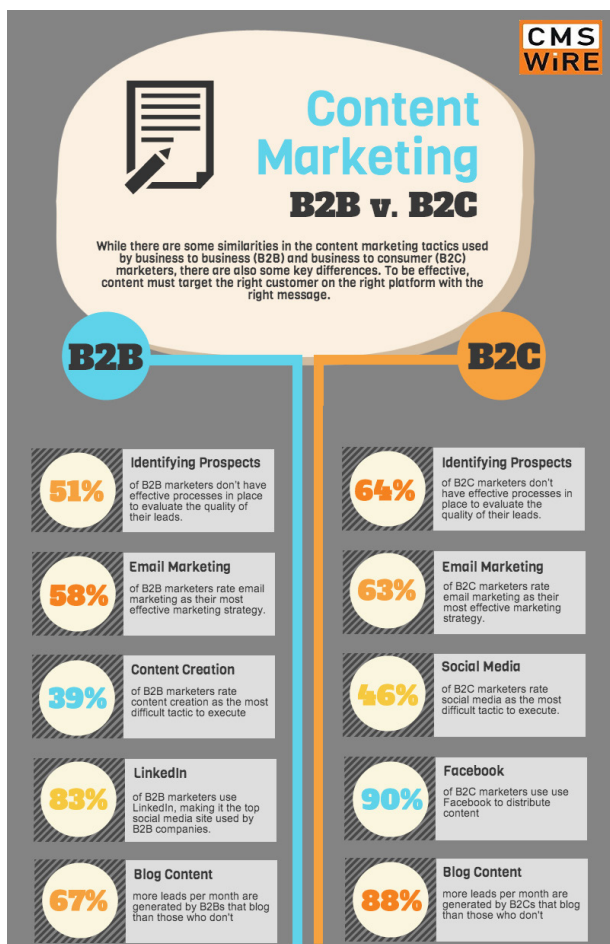 CMS
WiRE
Content
Marketing
B2B v. B2C
While there are some similarities in the content marketing tactics used
by business to business (B2B) and business to consumer (B2C)
marketers, there are also some key differences. To be effective,
content must target the right customer on the right platform with the
right message.
B2B
B2C
51%
Identifying Prospects
of B2B marketers don't have
effective processes in place
to evaluate the quality of
their leads.
64%
Identifying Prospects
of B2C marketers don't
have effective processes in
place to evaluate the
quality of their leads.
58%
Email Marketing
of B2B marketers rate email
marketing as their most
effective marketing strategy.
63%
Email Marketing
of B2C marketers rate
email marketing as their
most effective marketing
strategy.
39%
Content Creation
of B2B marketers rate
content creation as the most
difficult tactic to execute
46%
Social Media
of B2C marketers rate
social media as the most
difficult tactic to execute.
83%
LinkedIn
of B2B marketers use
LinkedIn, making it the top
social media site used by
B2B companies.
90%
Facebook
of B2C marketers use use
Facebook to distribute
content
67%
Blog Content
more leads per month are
generated by B2Bs that blog
than those who don't
88%
Blog Content
more leads per month are
generated by B2Cs that blog
than those who don't